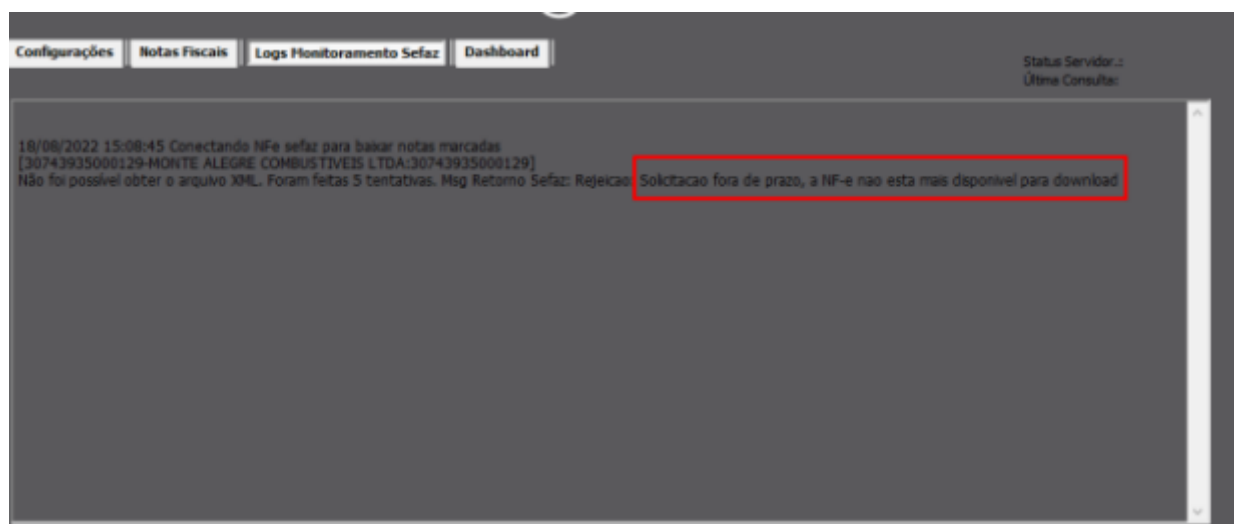 Configurações Notas Fiscais Logs Monitoramento Sefaz Dashboard
Status Servidor..:
Última Consulta:
18/08/2022 15:08:45 Conectando NFe sefaz para baixar notas marcadas
[30743935000129-MONTE ALEGRE COMBUSTIVEIS LTDA:30743935000129]
Não foi possível obter o arquivo XML. Foram feitas 5 tentativas. Msg Retorno Sefaz: Rejeicao: Solicitacao fora de prazo, a NF-e nao esta mais disponivel para download